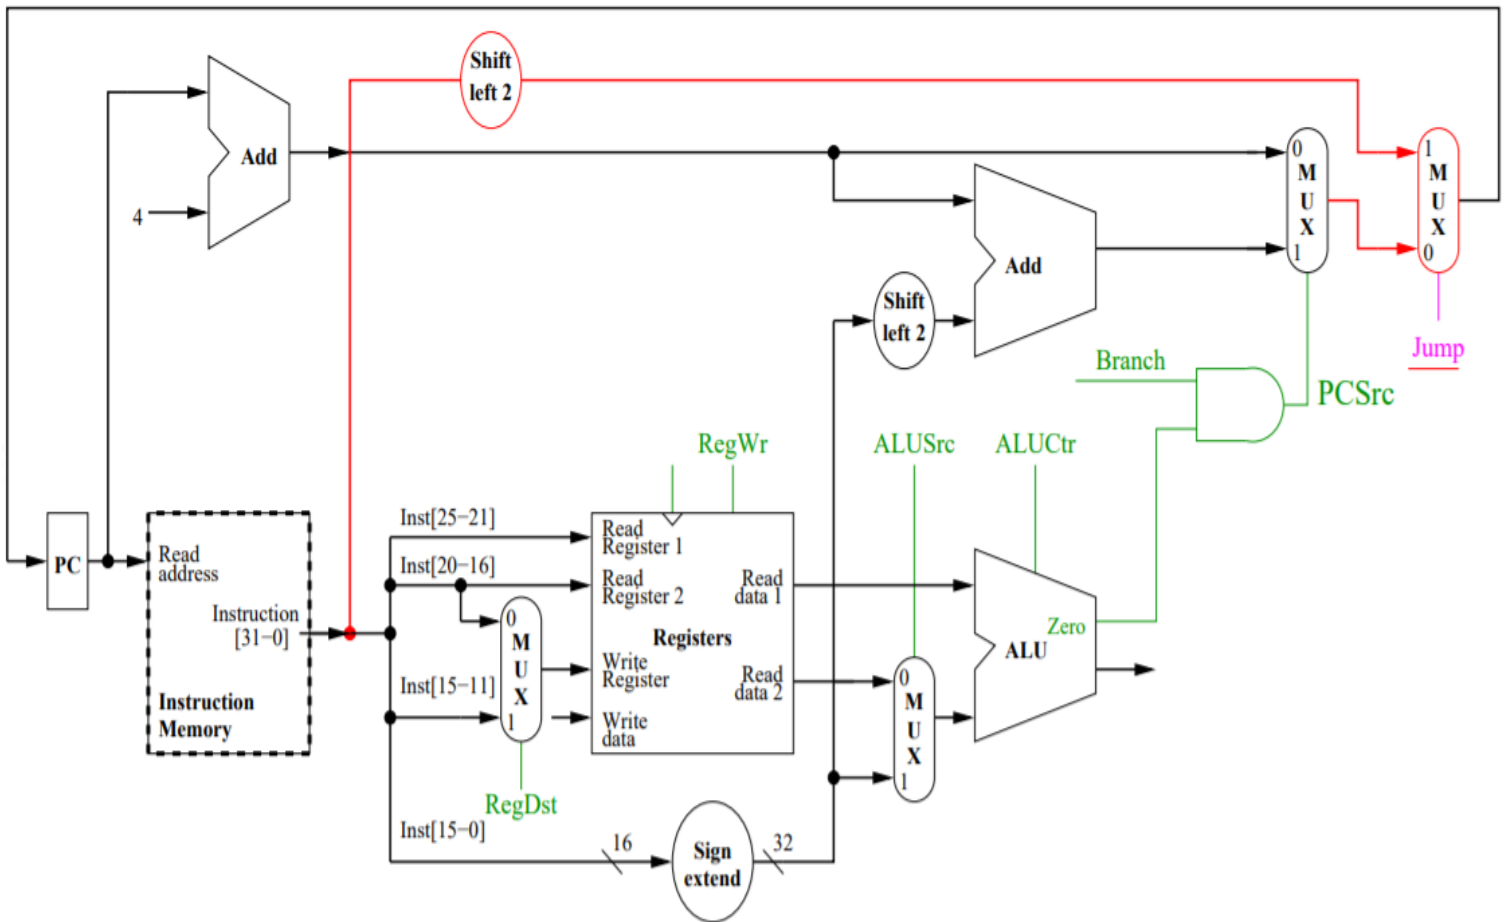 Shift
left 2
Add
4
0
M
U
X
1
1
M
U
X
0
Add
Shift
left 2
Jump
Branch
PCSrc
RegWr
ALUSrc
ALUCtr
PC
Read
address
Instruction
[31−0]
Instruction
Memory
Inst[25−21]
Inst[20−16]
0
M
U
X
1
Inst[15−11]
RegDst
Inst[15−0]
Read
Register 1
Read
Register 2
Read
data 1
Registers
Write
Register
Read
data 2
Write
data
0
M
U
X
1
Zero
ALU
16
Sign
extend
32